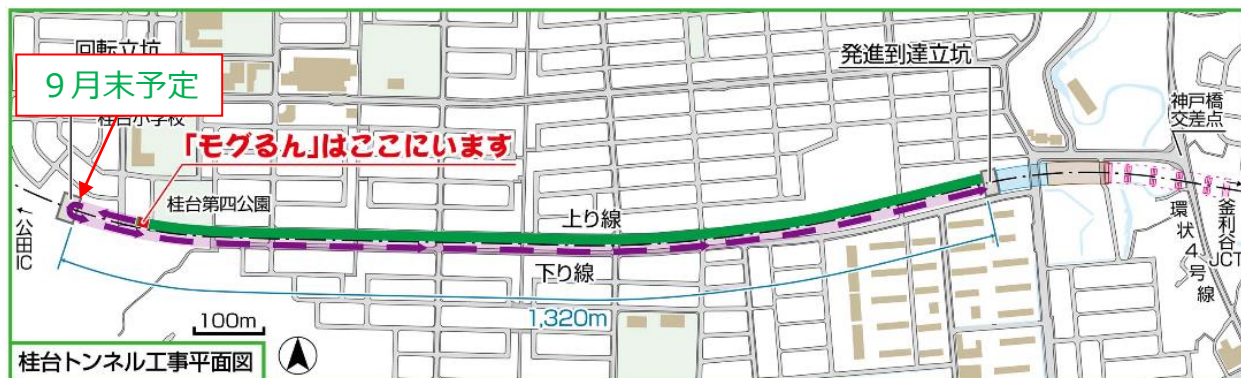 回転立坑
9月末予定
桂台小学校
「モグるん」はここにいます
桂台第四公園
公田IC
上り線
下り線
1,320m
発進到達立坑
神戸橋
交差点
環状4号線
釜利谷JCT
100m
桂台トンネル工事平面図